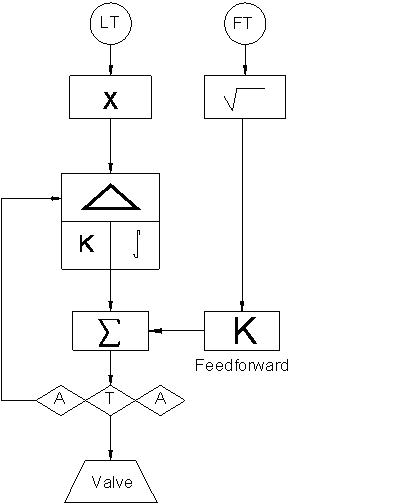 LT FT
X √
△
K ∫
Σ K
Feedforward
A T A
Valve